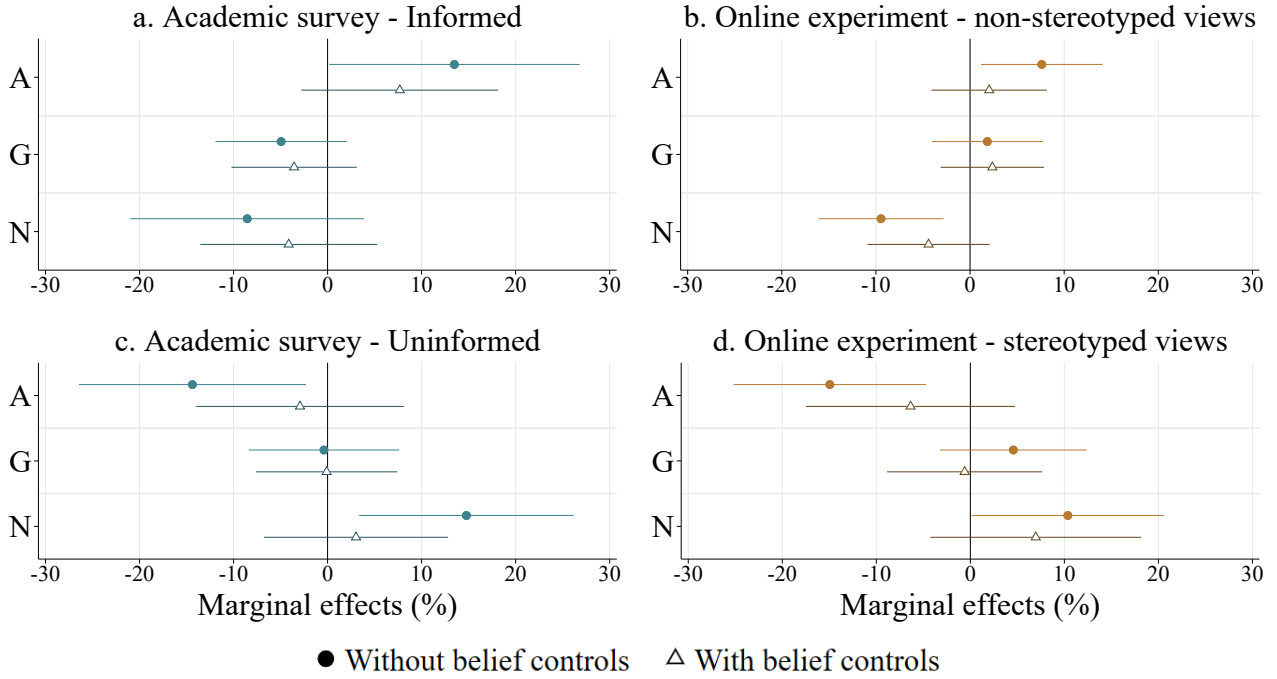 a. Academic survey - Informed
A
G
N
-30 -20 -10 0 10 20 30
b. Online experiment - non-stereotyped views
A
G
N
-30 -20 -10 0 10 20 30
c. Academic survey - Uninformed
A
G
N
-30 -20 -10 0 10 20 30
Marginal effects (%)
d. Online experiment - stereotyped views
A
G
N
-30 -20 -10 0 10 20 30
Marginal effects (%)
Without belief controls With belief controls